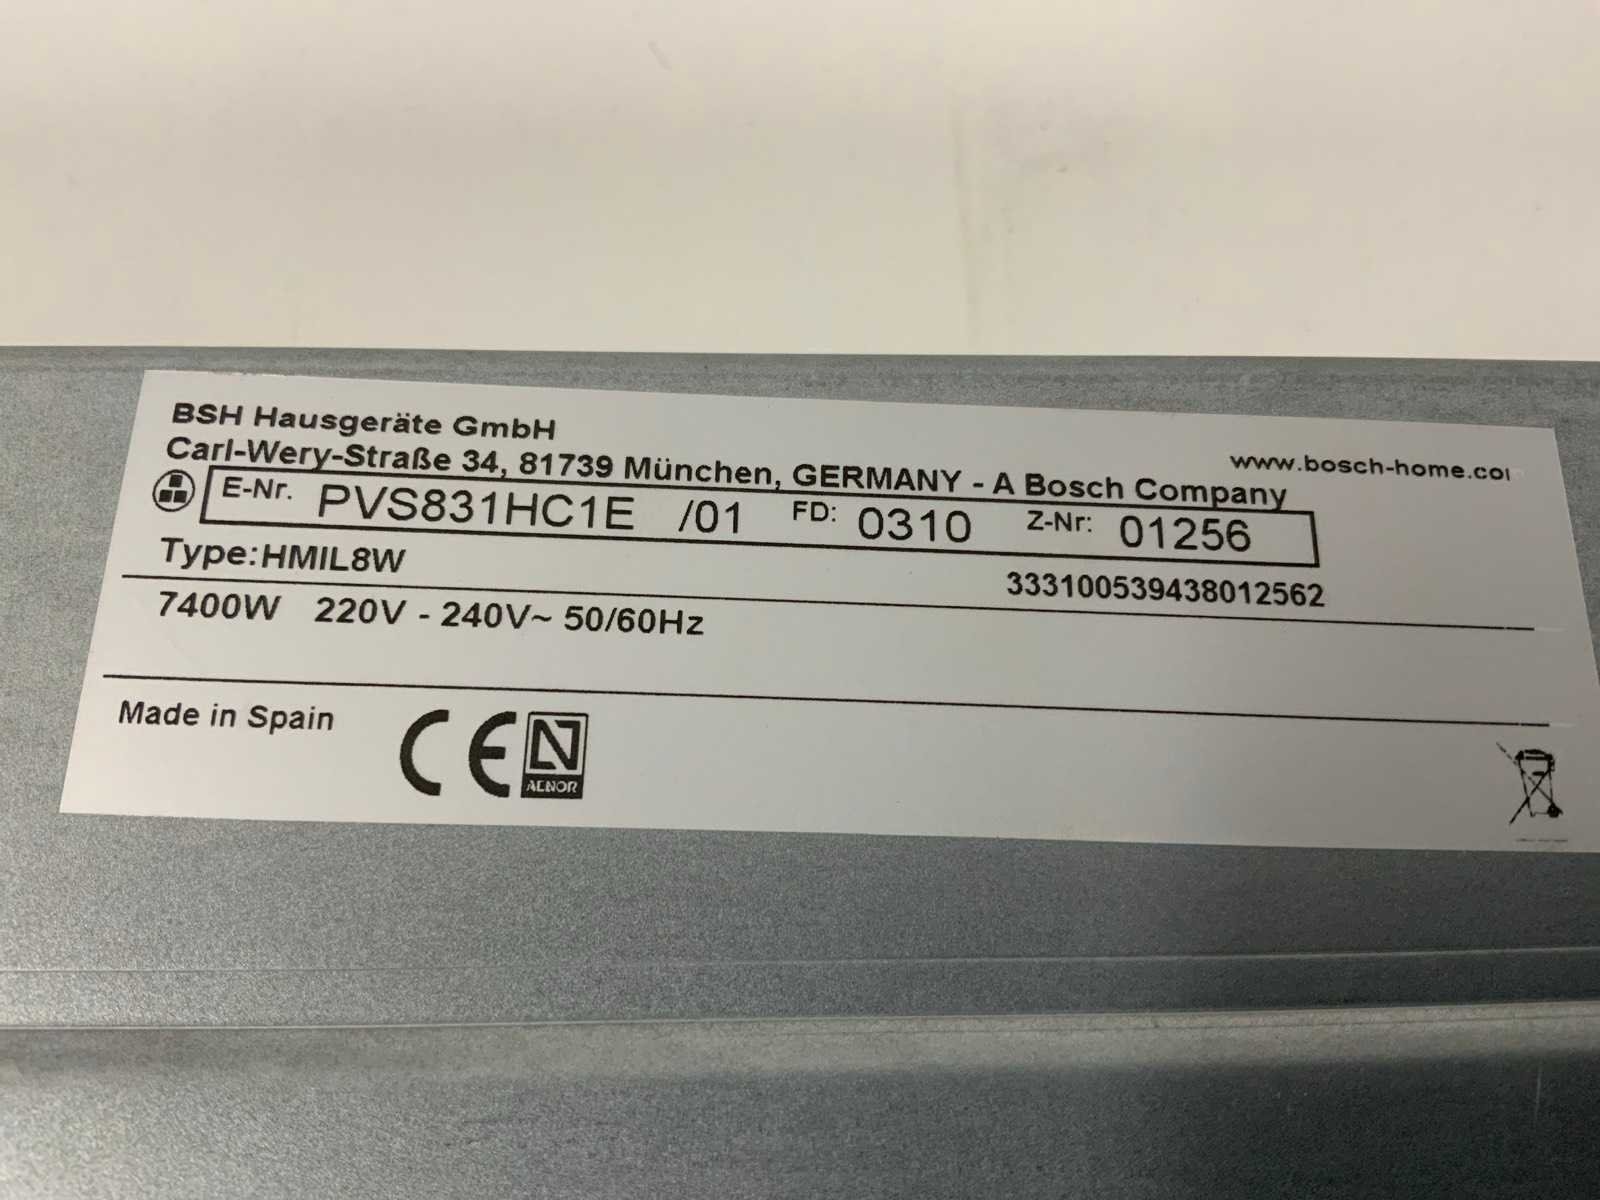 BSH Hausgeräte GmbH
Carl-Wery-Straße 34, 81739 München, GERMANY - A Bosch Company
www.bosch-home.co
E-Nr. PVS831HC1E /01 FD: 0310 Z-Nr: 01256
Type:HMIL8W
333100539438012562
7400W 220V - 240V~ 50/60Hz
Made in Spain
CE
N
AENOR